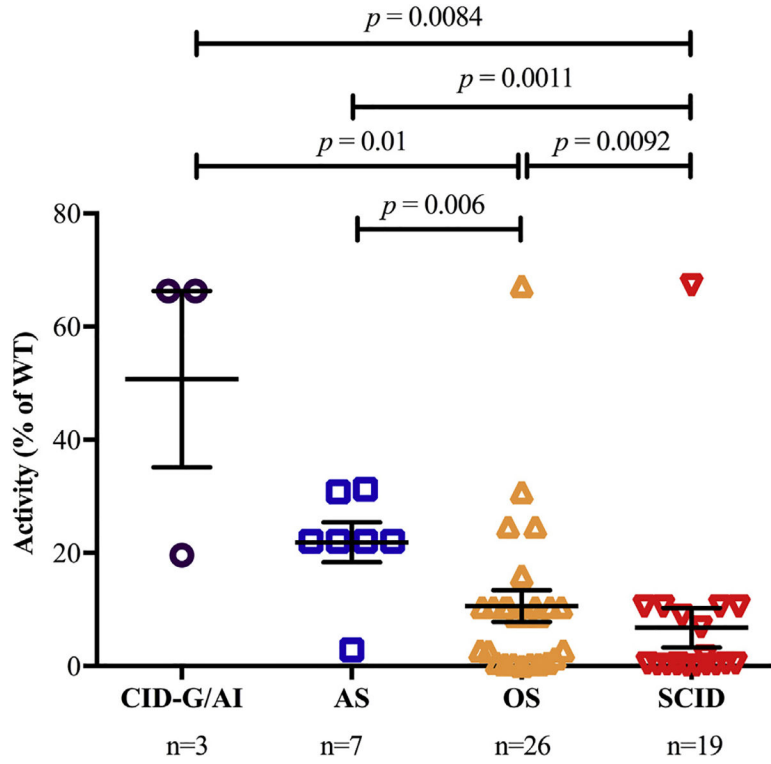 p = 0.0084
p = 0.0011
p = 0.01
p = 0.0092
p = 0.006
80
60
40
20
0
Activity (% of WT)
CID-G/AI AS OS SCID
n=3 n=7 n=26 n=19